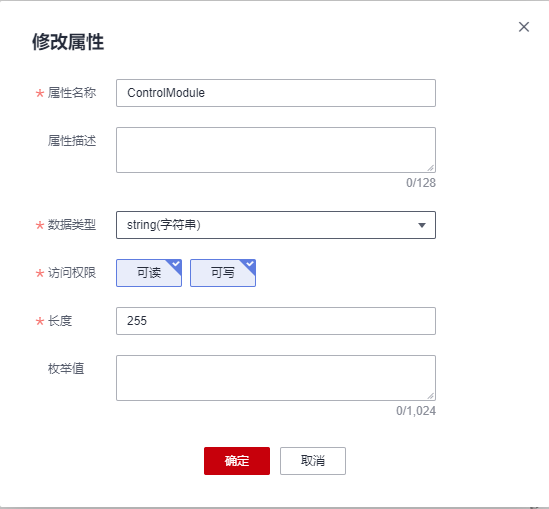 修改属性
* 属性名称 ControlModule
属性描述
0/128
* 数据类型 string(字符串)
* 访问权限 可读 可写
* 长度 255
枚举值
0/1,024
确定 取消